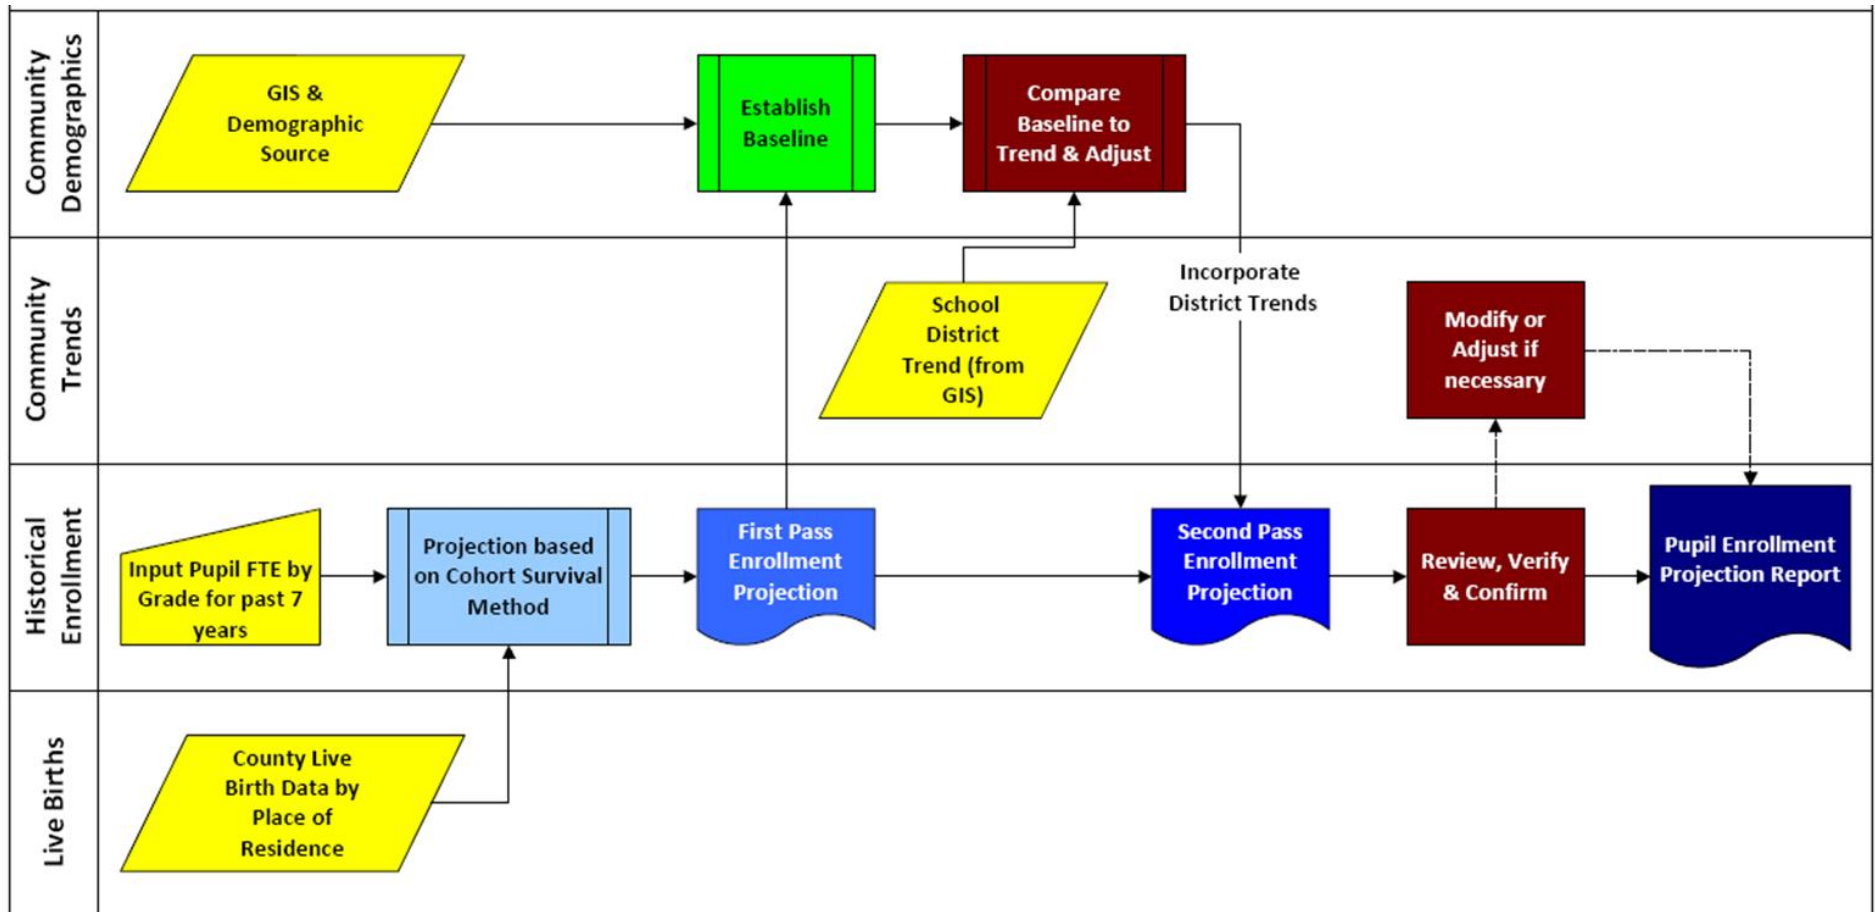 Community
Demographics
GIS &
Demographic
Source
Establish
Baseline
Compare
Baseline to
Trend & Adjust
Community
Trends
School
District
Trend (from
GIS)
Incorporate
District Trends
Modify or
Adjust if
necessary
Historical
Enrollment
Input Pupil FTE by
Grade for past 7
years
Projection based
on Cohort Survival
Method
First Pass
Enrollment
Projection
Second Pass
Enrollment
Projection
Review, Verify
& Confirm
Pupil Enrollment
Projection Report
Live Births
County Live
Birth Data by
Place of
Residence